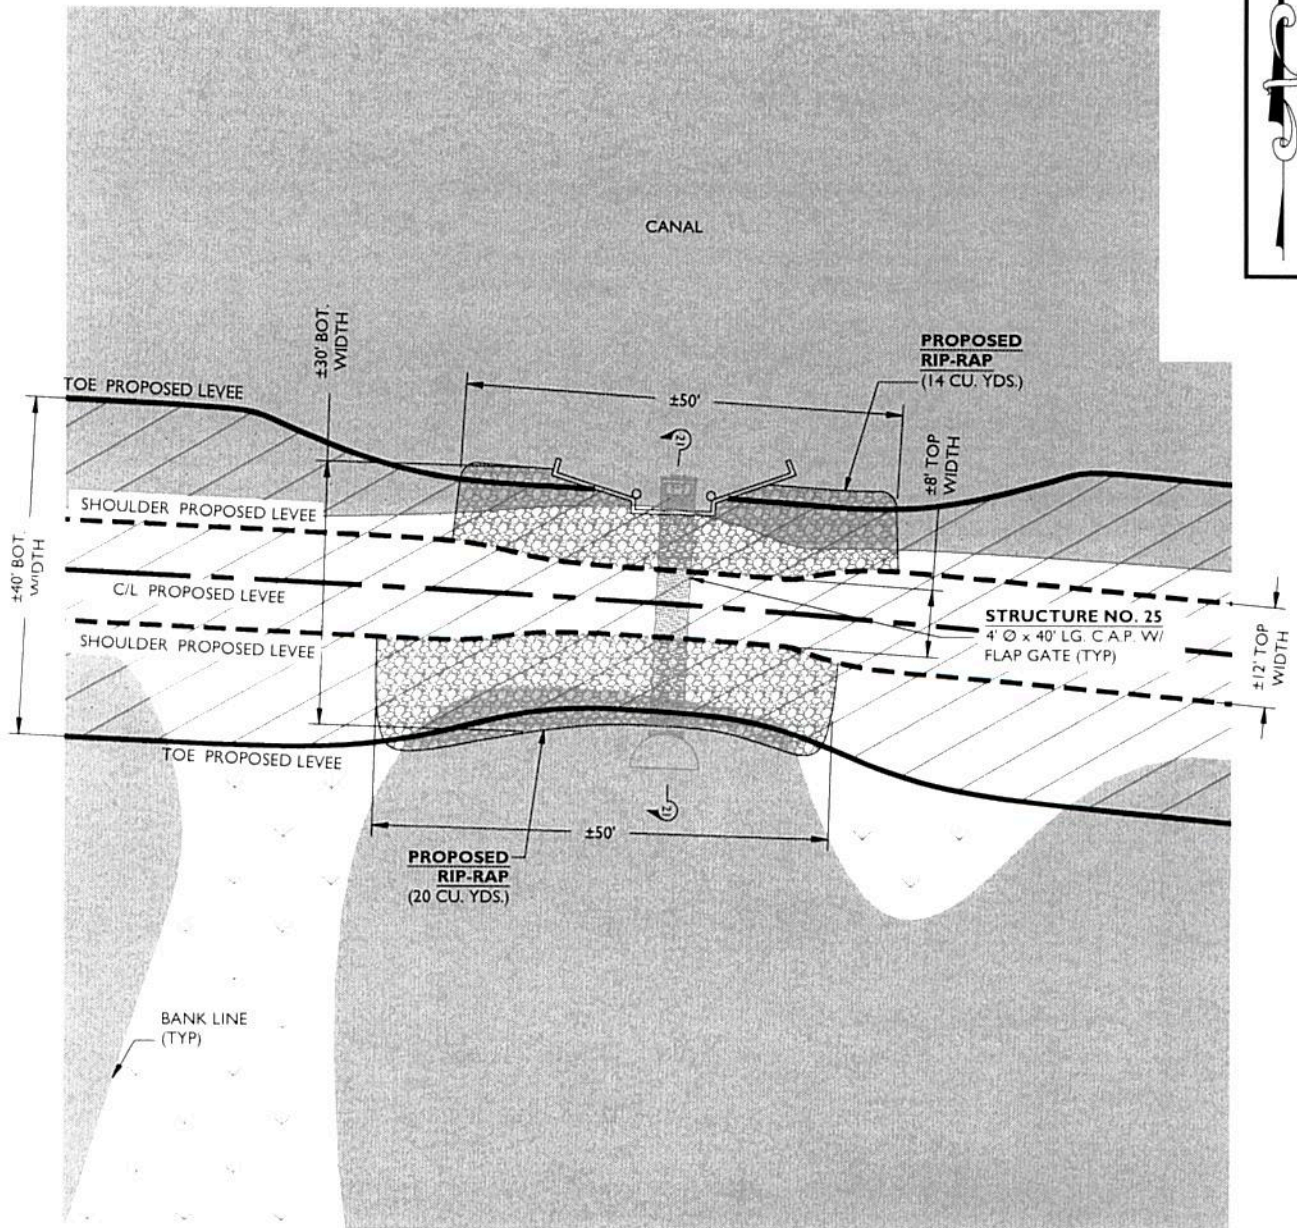 CANAL
±30' BOT.
WIDTH
PROPOSED
RIP-RAP
(14 CU. YDS.)
TOE PROPOSED LEVEE
±50'
21
±8' TOP
WIDTH
SHOULDER PROPOSED LEVEE
±40' BOT.
WIDTH
C/L PROPOSED LEVEE
STRUCTURE NO. 25
4' Ø x 40' LG. C.A.P. W/
FLAP GATE (TYP)
SHOULDER PROPOSED LEVEE
±12' TOP
WIDTH
TOE PROPOSED LEVEE
21
±50'
PROPOSED
RIP-RAP
(20 CU. YDS.)
BANK LINE
(TYP)